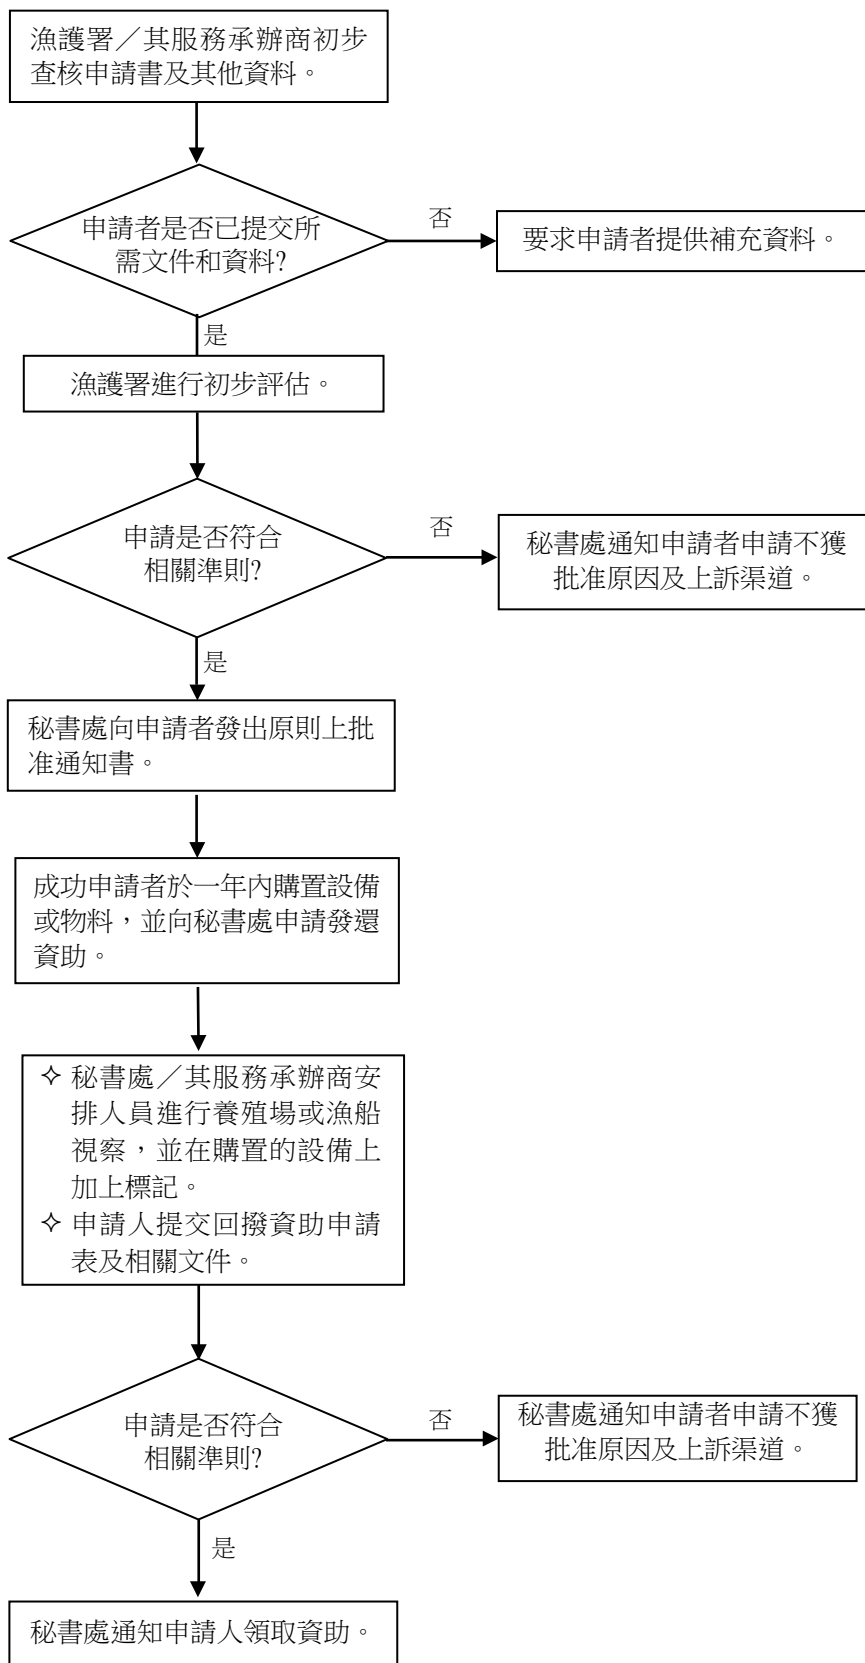 漁護署／其服務承辦商初步
查核申請書及其他資料。
申請者是否已提交所
需文件和資料?
否
要求申請者提供補充資料。
是
漁護署進行初步評估。
申請是否符合
相關準則?
否
秘書處通知申請者申請不獲
批准原因及上訴渠道。
是
秘書處向申請者發出原則上批
准通知書。
成功申請者於一年內購置設備
或物料，並向秘書處申請發還
資助。
✧ 秘書處／其服務承辦商安
排人員進行養殖場或漁船
視察，並在購置的設備上
加上標記。
✧ 申請人提交回撥資助申請
表及相關文件。
申請是否符合
相關準則?
否
秘書處通知申請者申請不獲
批准原因及上訴渠道。
是
秘書處通知申請人領取資助。